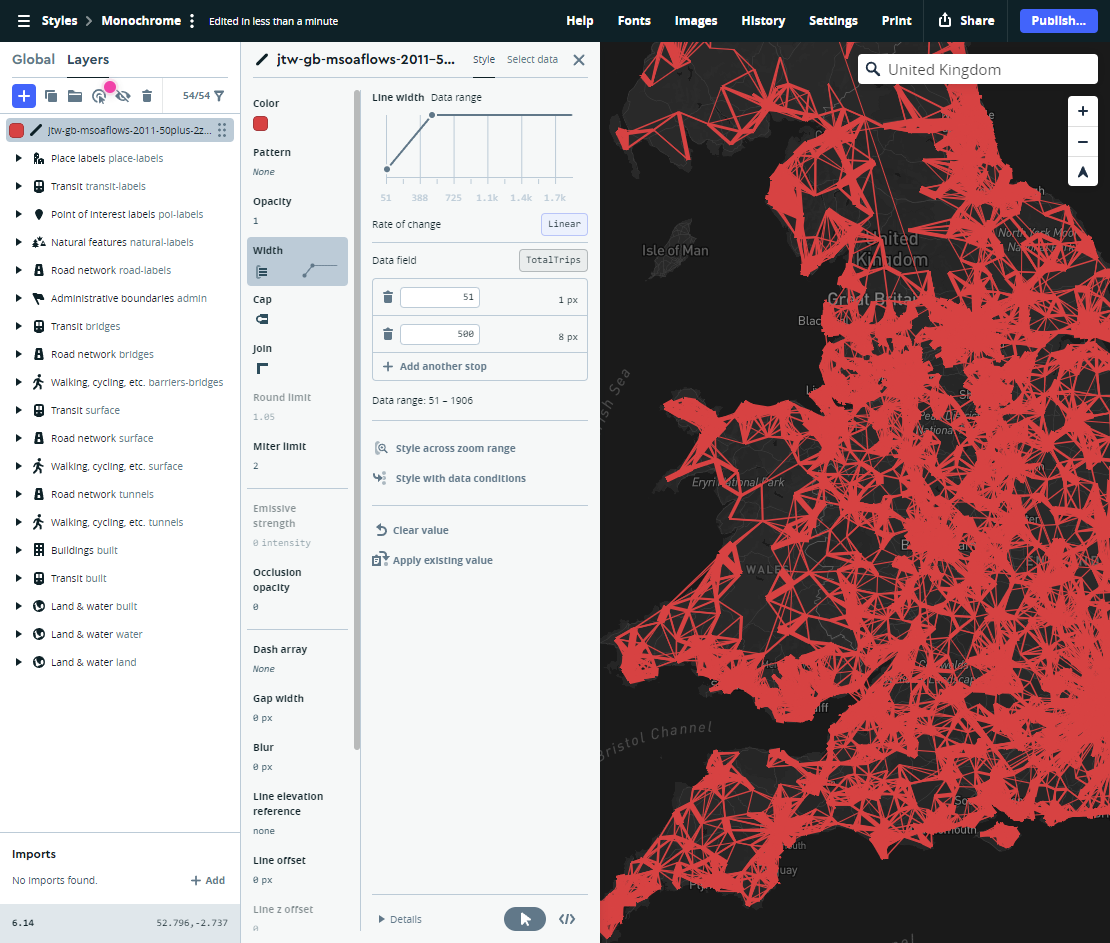 Styles
Monochrome
Edited in less than a minute
Help
Fonts
Images
History
Settings
Print
Share
Publish...
Global
Layers
54/54
jtw-gb-msoaflows-2011-50plus-2z...
Place labels place-labels
Transit transit-labels
Point of interest labels poi-labels
Natural features natural-labels
Road network road-labels
Administrative boundaries admin
Transit bridges
Road network bridges
Walking, cycling, etc. barriers-bridges
Transit surface
Road network surface
Walking, cycling, etc. surface
Road network tunnels
Walking, cycling, etc. tunnels
Buildings built
Transit built
Land & water built
Land & water water
Land & water land
Imports
No imports found.
Add
6.14
52.796,-2.737
jtw-gb-msoaflows-2011-5...
Style
Select data
Color
Pattern
None
Opacity
1
Width
Cap
Join
Round limit
1.05
Miter limit
2
Emissive
strength
0 intensity
Occlusion
opacity
0
Dash array
None
Gap width
0 px
Blur
0 px
Line elevation
reference
none
Line offset
0 px
Line z offset
0
Line width Data range
51 388 725 1.1k 1.4k 1.7k
Rate of change
Linear
Data field
TotalTrips
51
1 px
500
8 px
Add another stop
Data range: 51 – 1906
Style across zoom range
Style with data conditions
Clear value
Apply existing value
Details
United Kingdom
Isle of Man
United
Kingdom
North York Moo
National
Eryri National Park
WALES
Bristol Channel